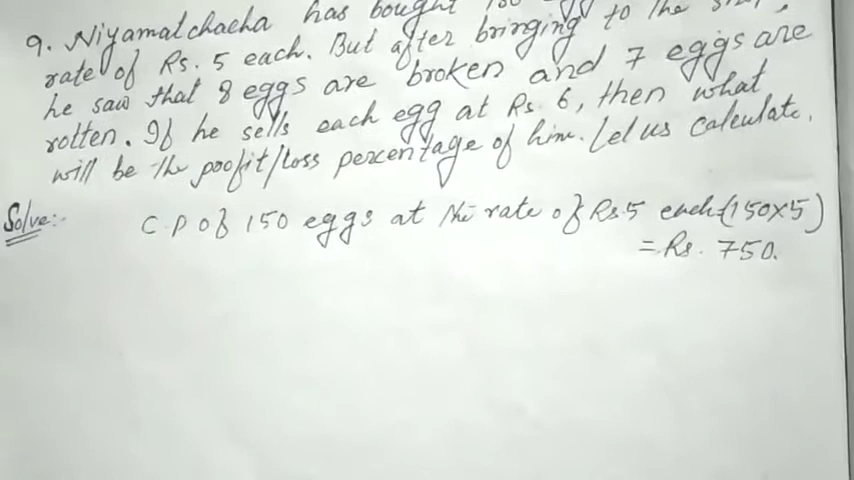 9. Niyamatchacha has bought 150 eggs
rate of Rs. 5 each. But after bringing to the
he saw that 8 eggs are broken and 7 eggs are
rotten. If he sells each egg at Rs. 6, then what
will be the profit/loss percentage of him. Let us calculate.
Solve:- C.P of 150 eggs at the rate of Rs.5 each=(150×5)
=Rs. 750.